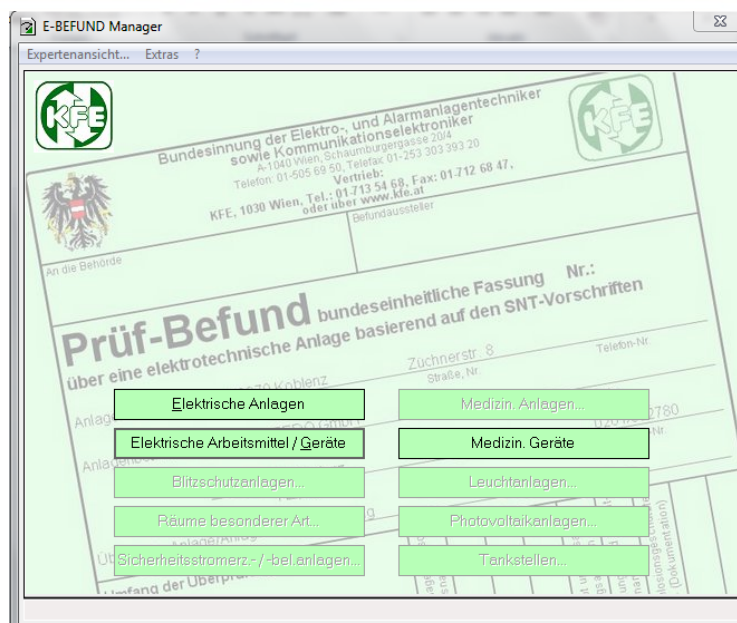 E-BEFUND Manager
Expertenansicht... Extras ?
KFE
KFE
Bundesinnung der Elektro-, und Alarmanlagentechniker
sowie Kommunikationselektroniker
A-1040 Wien, Schaumburgergasse 20/4
Telefon: 01-505 69 50, Telefax 01-253 303 393 20
Vertrieb:
KFE, 1030 Wien, Tel.: 01-713 54 68, Fax: 01-712 68 47,
oder über www.kfe.at
An die Behörde
Befundaussteller
Prüf-Befund bundeseinheitliche Fassung Nr.:
über eine elektrotechnische Anlage basierend auf den SNT-Vorschriften
Koblenz
Züchnerstr. 8
Straße, Nr.
Telefon-Nr.
Elektrische Anlagen
Medizin. Anlagen...
Elektrische Arbeitsmittel / Geräte
Medizin. Geräte
Blitzschutzanlagen...
Leuchtanlagen...
Räume besonderer Art...
Photovoltaikanlagen...
Sicherheitsstromerz.-/-bel.anlagen...
Tankstellen...
Umfang der Überprü
(Dokumentation)